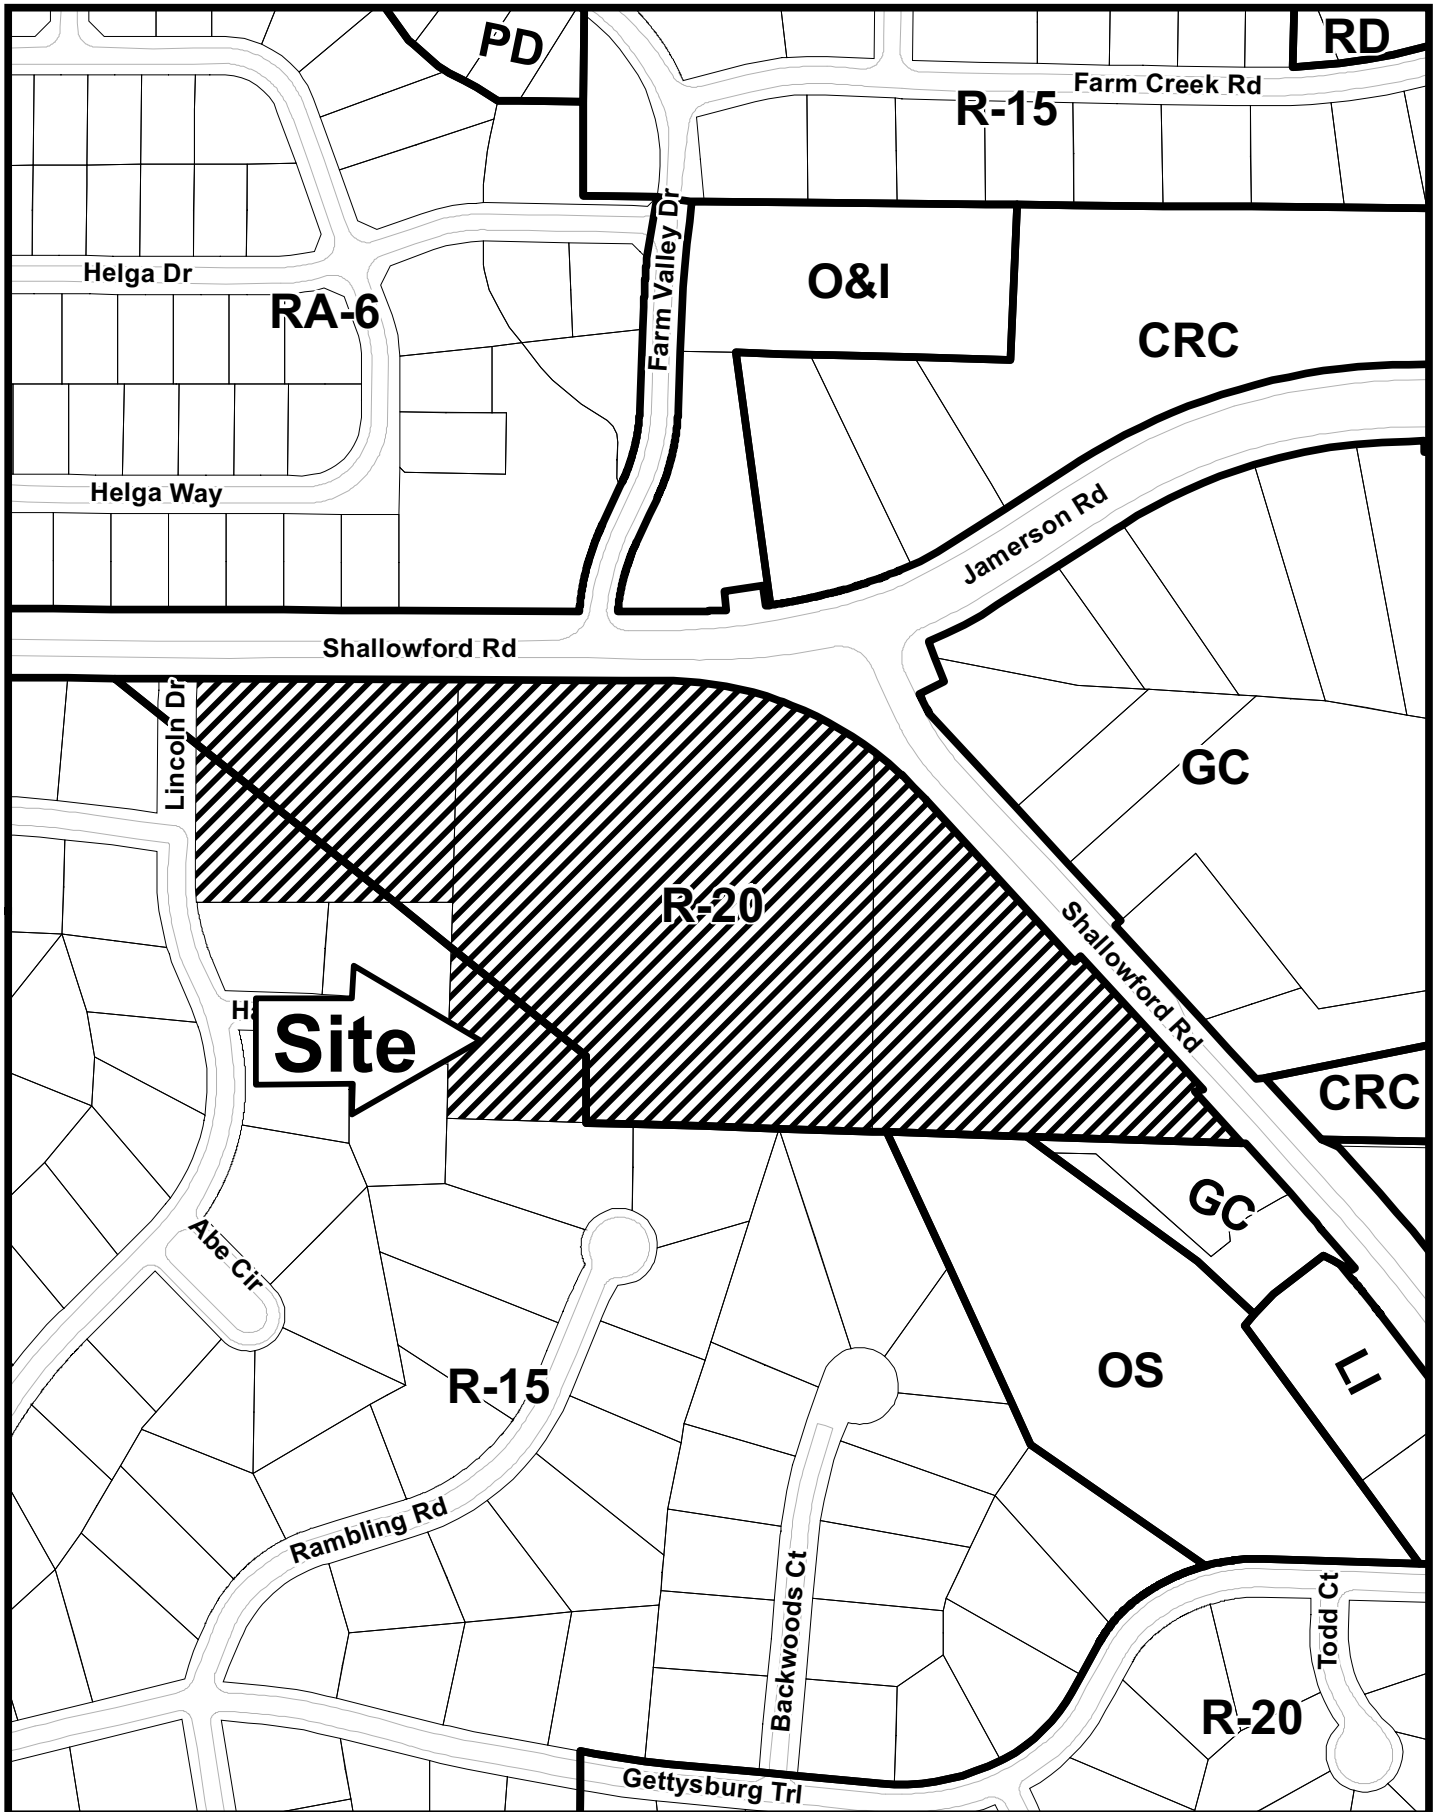 PD
RD
Farm Creek Rd
R-15
Farm Valley Dr
Helga Dr
O&I
RA-6
CRC
Helga Way
Jamerson Rd
Shallowford Rd
Lincoln Dr
GC
R-20
Shallowford Rd
Site
CRC
GC
Abe Cir
OS
LI
R-15
Rambling Rd
Backwoods Ct
Todd Ct
R-20
Gettysburg Trl